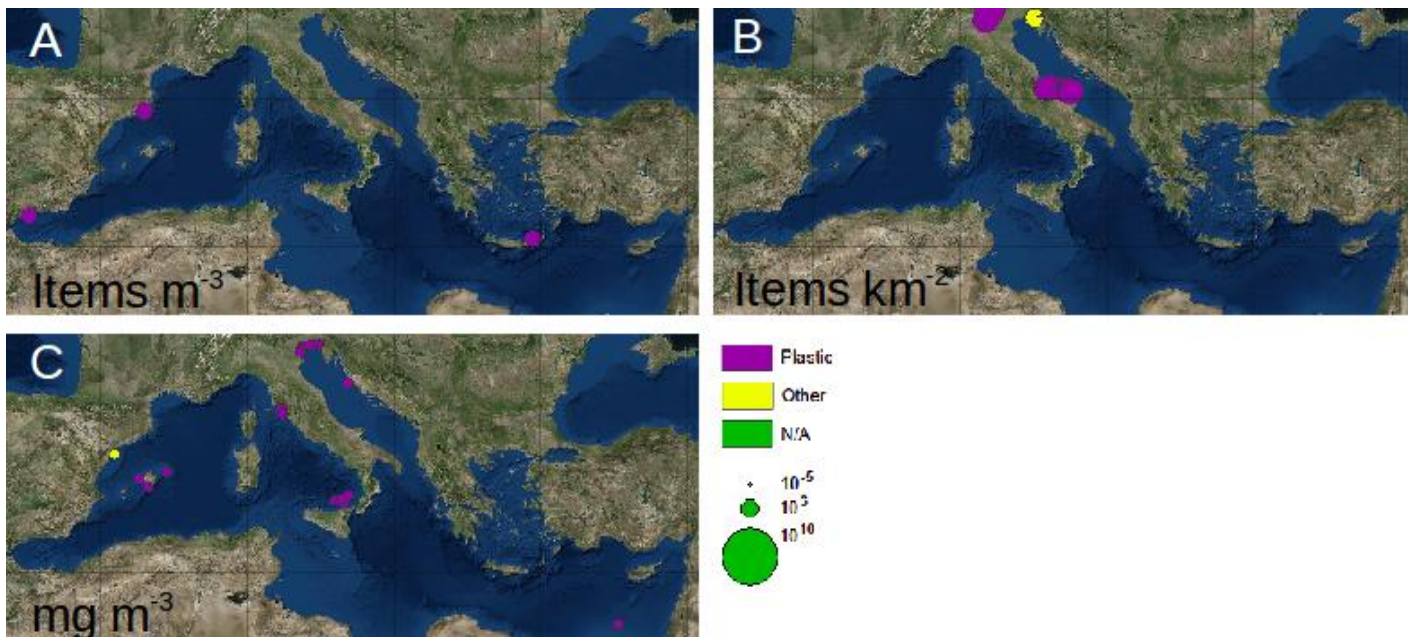 A
Items m⁻³
B
Items km⁻²
C
mg m⁻³
Plastic
Other
N/A
10⁻⁵
10⁵
10¹⁰